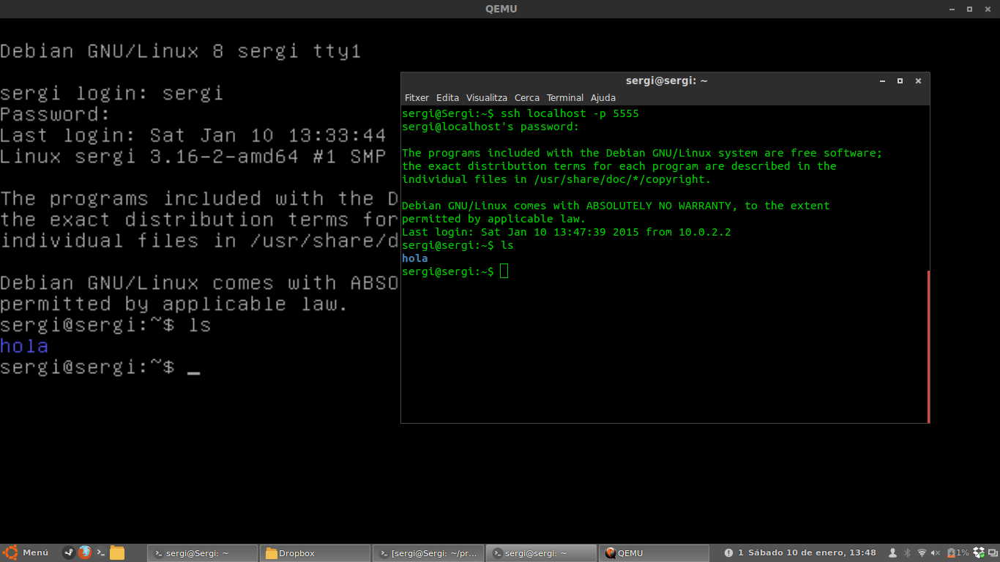 QEMU
Debian GNU/Linux 8 sergi tty1
sergi login: sergi
Password:
Last login: Sat Jan 10 13:33:44
Linux sergi 3.16-2-amd64 #1 SMP
The programs included with the D
the exact distribution terms for
individual files in /usr/share/d
Debian GNU/Linux comes with ABSO
permitted by applicable law.
sergi@sergi:~$ ls
hola
sergi@sergi:~$ _
sergi@sergi: ~
Fitxer Edita Visualitza Cerca Terminal Ajuda
sergi@Sergi:~$ ssh localhost -p 5555
sergi@localhost's password:
The programs included with the Debian GNU/Linux system are free software;
the exact distribution terms for each program are described in the
individual files in /usr/share/doc/*/copyright.
Debian GNU/Linux comes with ABSOLUTELY NO WARRANTY, to the extent
permitted by applicable law.
Last login: Sat Jan 10 13:47:39 2015 from 10.0.2.2
sergi@sergi:~$ ls
hola
sergi@sergi:~$
Menú sergi@Sergi: ~ Dropbox [sergi@Sergi: ~/pr... sergi@sergi: ~ QEMU 1 Sábado 10 de enero, 13:48 1%